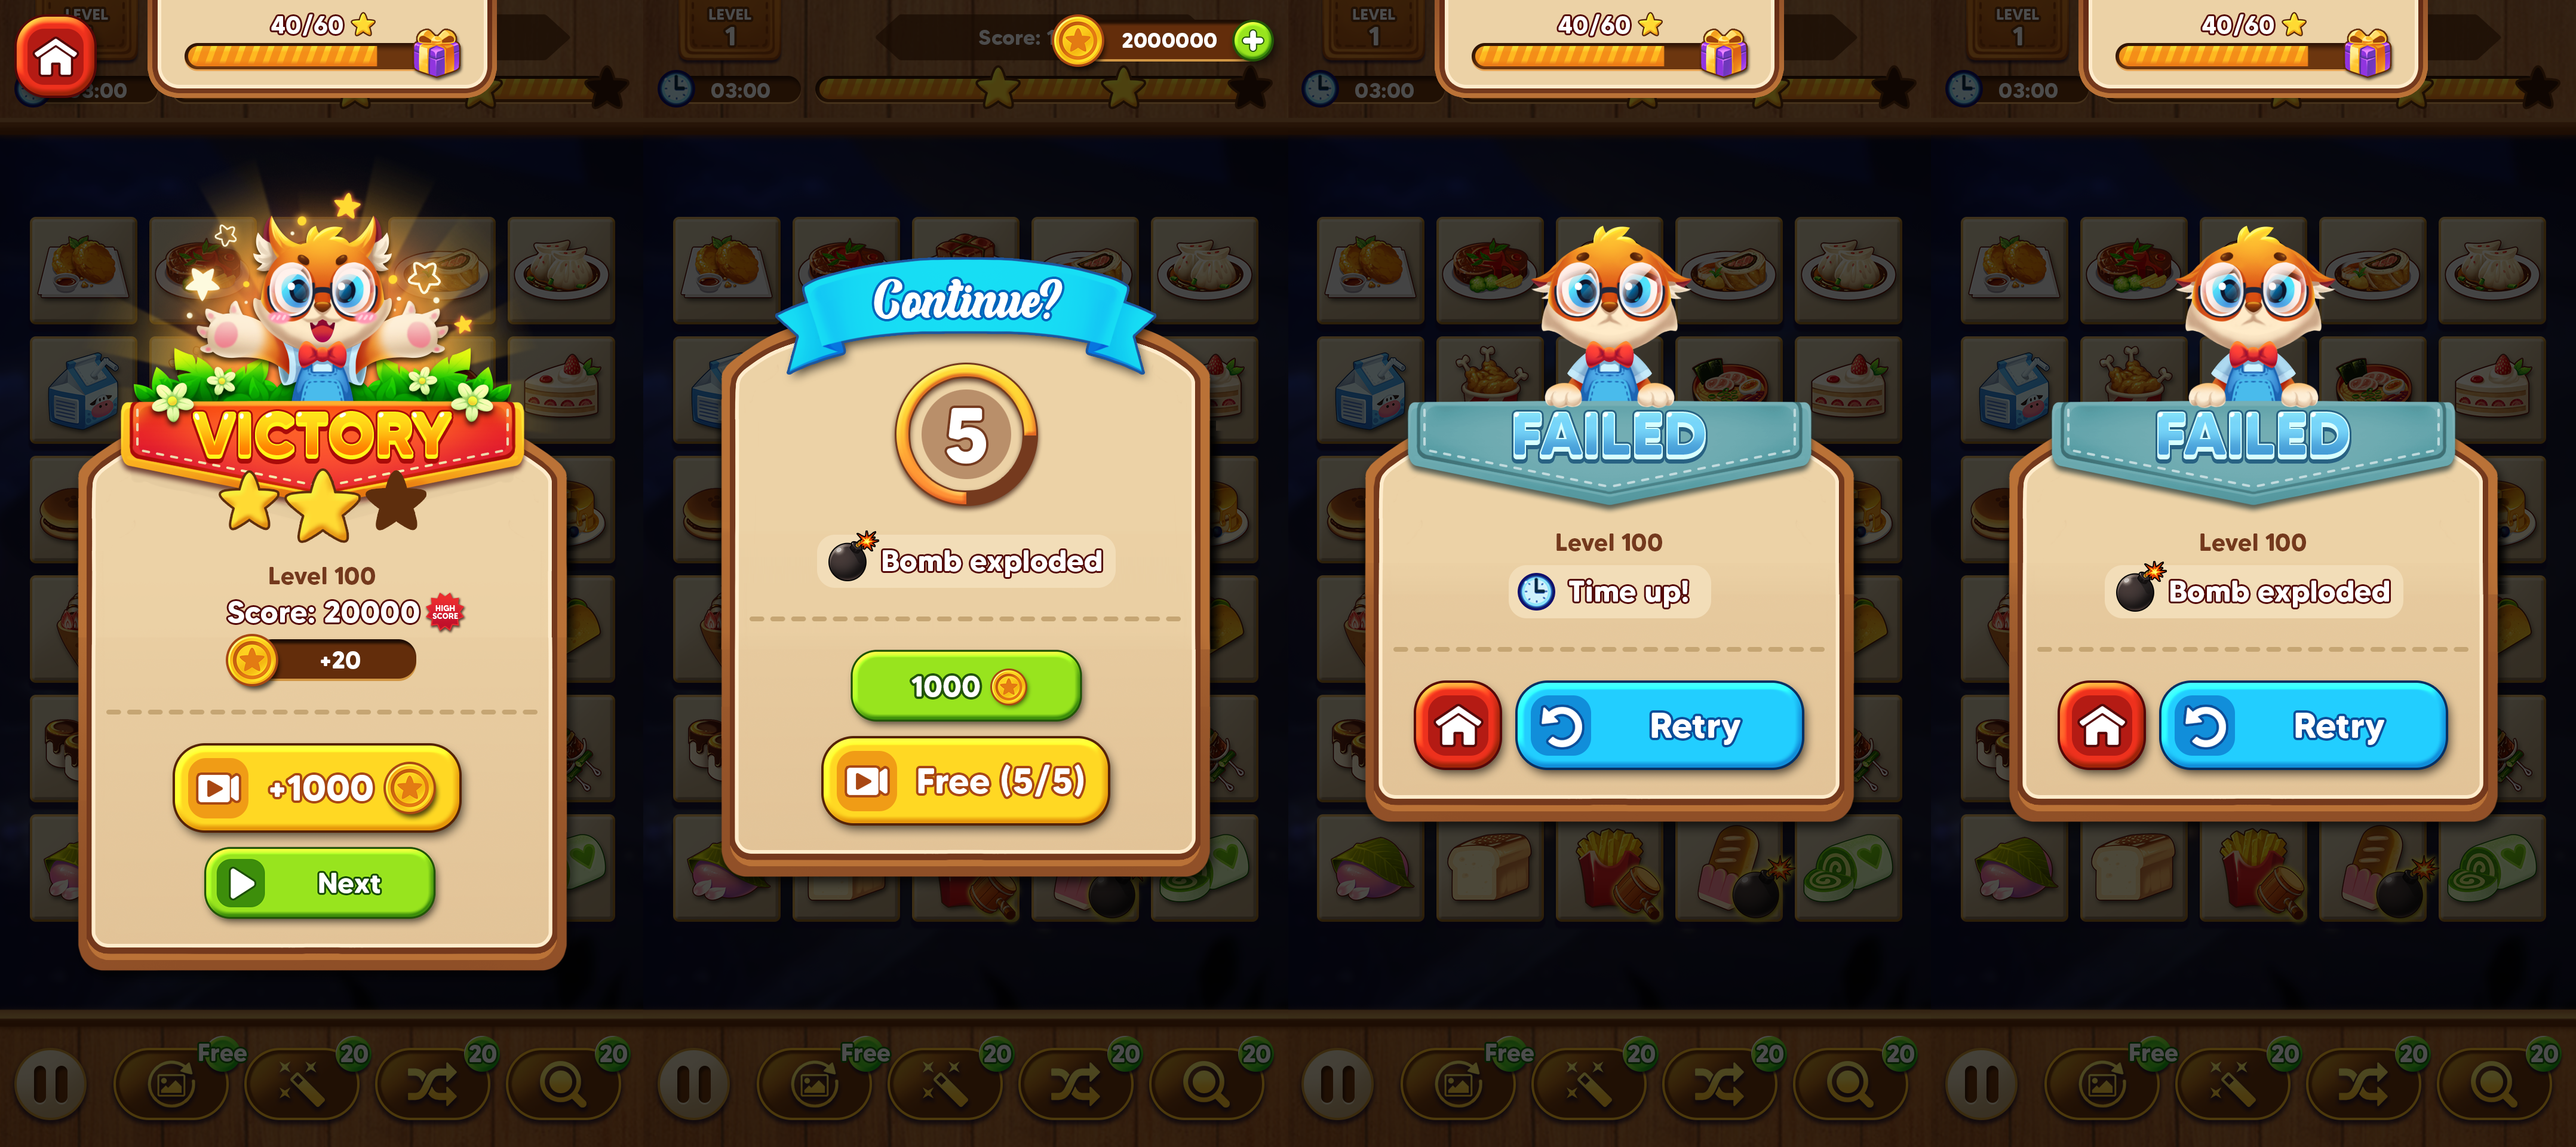 LEVEL
40/60
03:00
VICTORY
Level 100
Score: 20000
HIGH
SCORE
+20
+1000
Next
Free
20
20
20
LEVEL
1
Score:
2000000
03:00
Continue?
5
Bomb exploded
1000
Free (5/5)
Free
20
20
20
LEVEL
1
40/60
03:00
FAILED
Level 100
Time up!
Retry
Free
20
20
20
LEVEL
1
40/60
03:00
FAILED
Level 100
Bomb exploded
Retry
Free
20
20
20